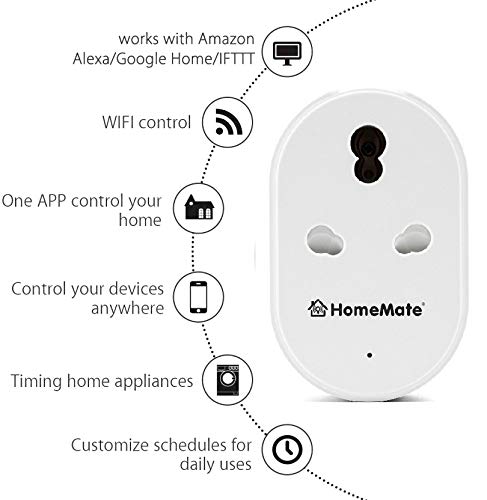 works with Amazon
Alexa/Google Home/IFTTT
WIFI control
One APP control your
home
Control your devices
anywhere
HomeMate®
Timing home appliances
Customize schedules for
daily uses